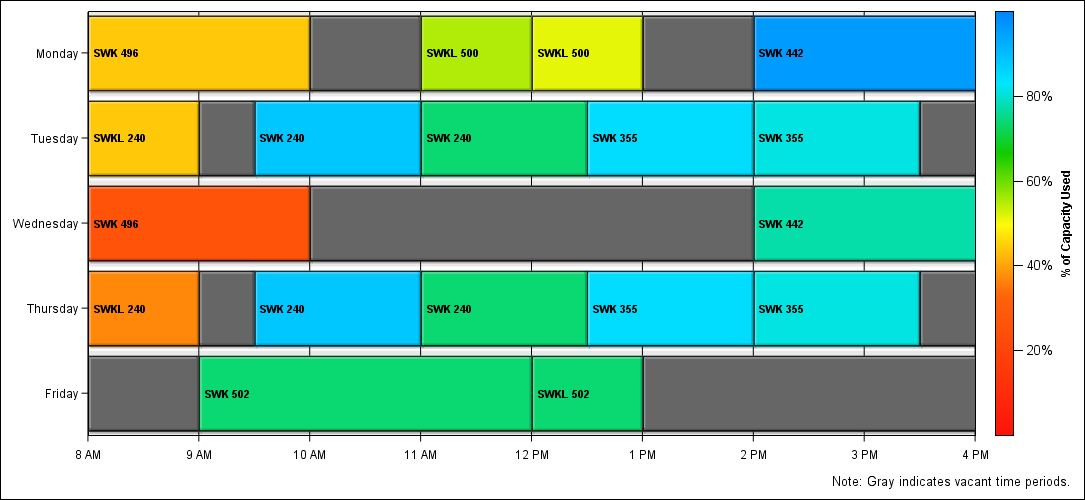 Monday SWK 496 SWKL 500 SWKL 500 SWK 442
Tuesday SWKL 240 SWK 240 SWK 240 SWK 355 SWK 355
Wednesday SWK 496 SWK 442
Thursday SWKL 240 SWK 240 SWK 240 SWK 355 SWK 355
Friday SWK 502 SWKL 502
8 AM 9 AM 10 AM 11 AM 12 PM 1 PM 2 PM 3 PM 4 PM
80%
60%
40%
20%
% of Capacity Used
Note: Gray indicates vacant time periods.